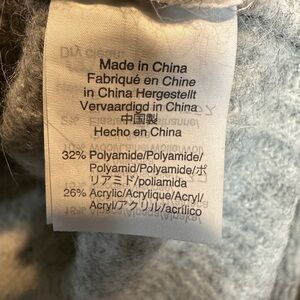 Made in China
Fabriqué en Chine
in China Hergestellt
Vervaardigd in China
中国製
Hecho en China
32% Polyamide/Polyamide/
Polyamid/Polyamide/ポ
リアミド/poliamida
26% Acrylic/Acrylique/Acryl/
Acryl/アクリル/acrílico